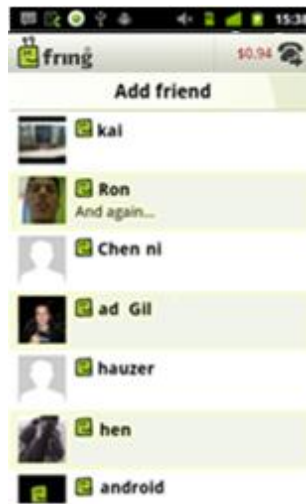 15:38
fring
$0.94
Add friend
kai
Ron
And again...
Chen ni
ad Gil
hauzer
hen
android